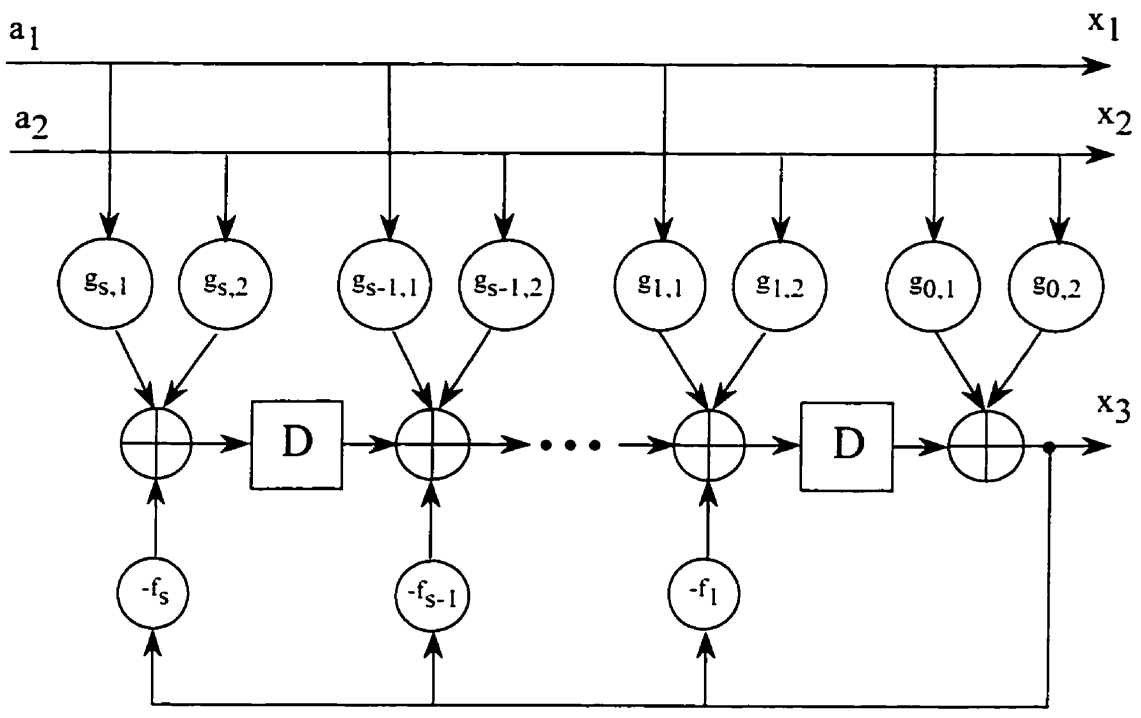 a1 x1
a2 x2
gs,1 gs,2 gs-1,1 gs-1,2 g1,1 g1,2 g0,1 g0,2
x3
D D
-fs -fs-1 -f1